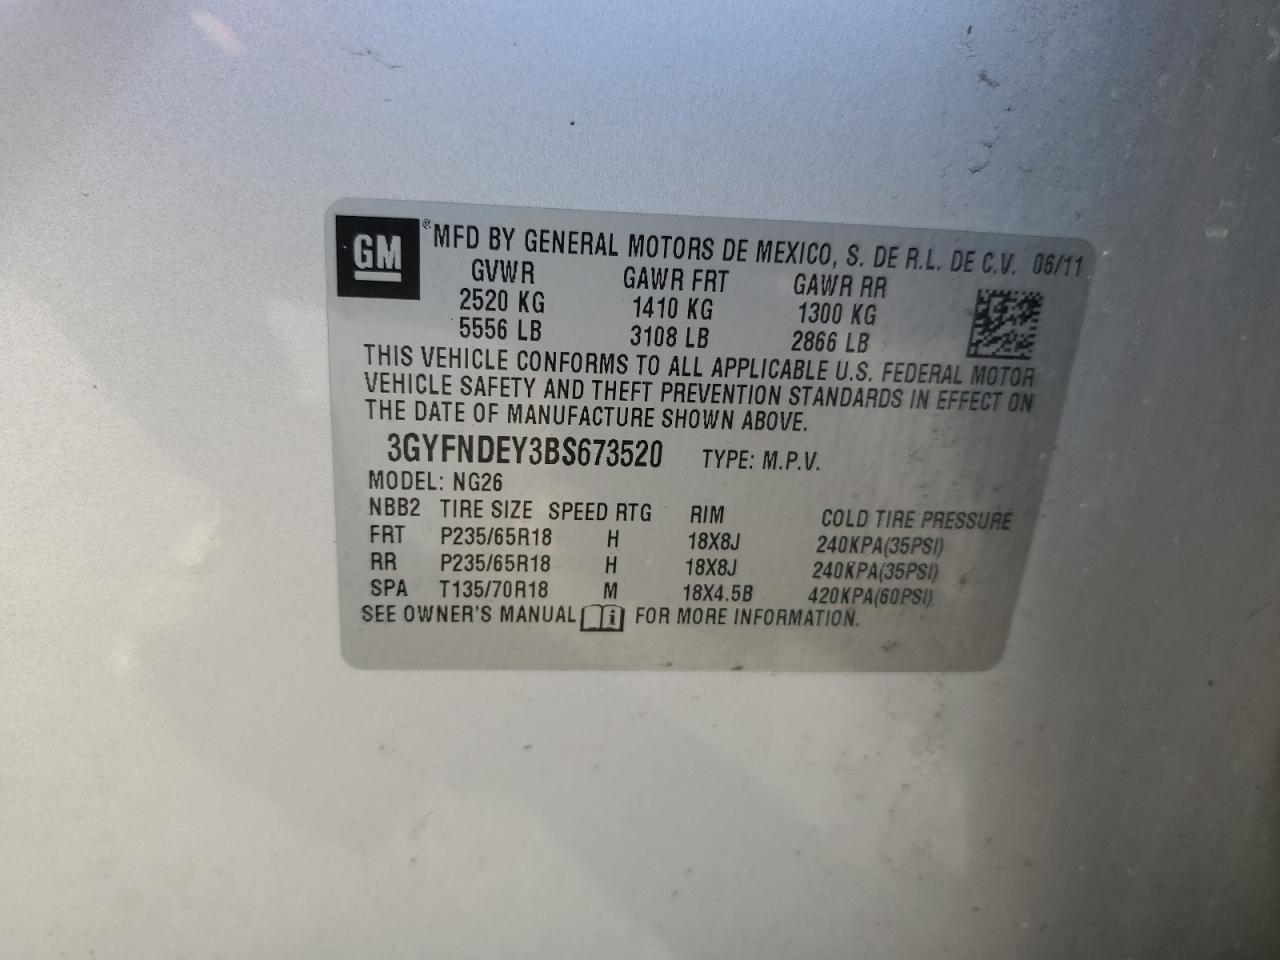 GM ® MFD BY GENERAL MOTORS DE MEXICO, S. DE R.L. DE C.V. 06/11
GVWR GAWR FRT GAWR RR
2520 KG 1410 KG 1300 KG
5556 LB 3108 LB 2866 LB
THIS VEHICLE CONFORMS TO ALL APPLICABLE U.S. FEDERAL MOTOR
VEHICLE SAFETY AND THEFT PREVENTION STANDARDS IN EFFECT ON
THE DATE OF MANUFACTURE SHOWN ABOVE.
3GYFNDEY3BS673520 TYPE: M.P.V.
MODEL: NG26
NBB2 TIRE SIZE SPEED RTG RIM COLD TIRE PRESSURE
FRT P235/65R18 H 18X8J 240KPA(35PSI)
RR P235/65R18 H 18X8J 240KPA(35PSI)
SPA T135/70R18 M 18X4.5B 420KPA(60PSI)
SEE OWNER'S MANUAL i FOR MORE INFORMATION.